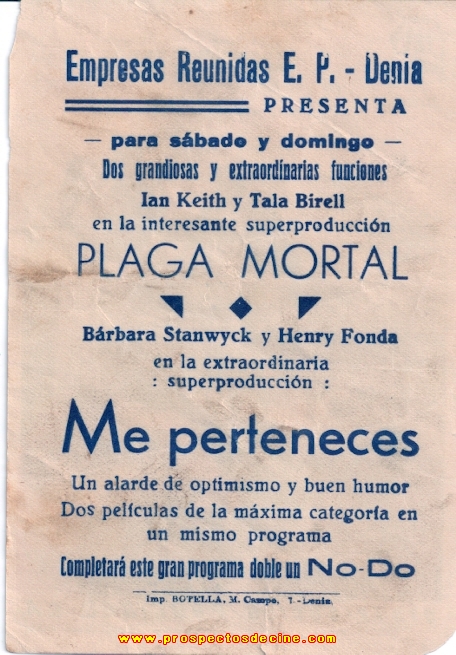 Empresas Reunidas E. P. - Denia
PRESENTA
— para sábado y domingo —
Dos grandiosas y extraordinarias funciones
Ian Keith y Tala Birell
en la interesante superproducción
PLAGA MORTAL
Bárbara Stanwyck y Henry Fonda
en la extraordinaria
: superproducción :
Me perteneces
Un alarde de optimismo y buen humor
Dos películas de la máxima categoría en
un mismo programa
Completará este gran programa doble un No-Do
Imp. BOTELLA, M. Campo, 7.-Denia.
www.prospectosdecine.com